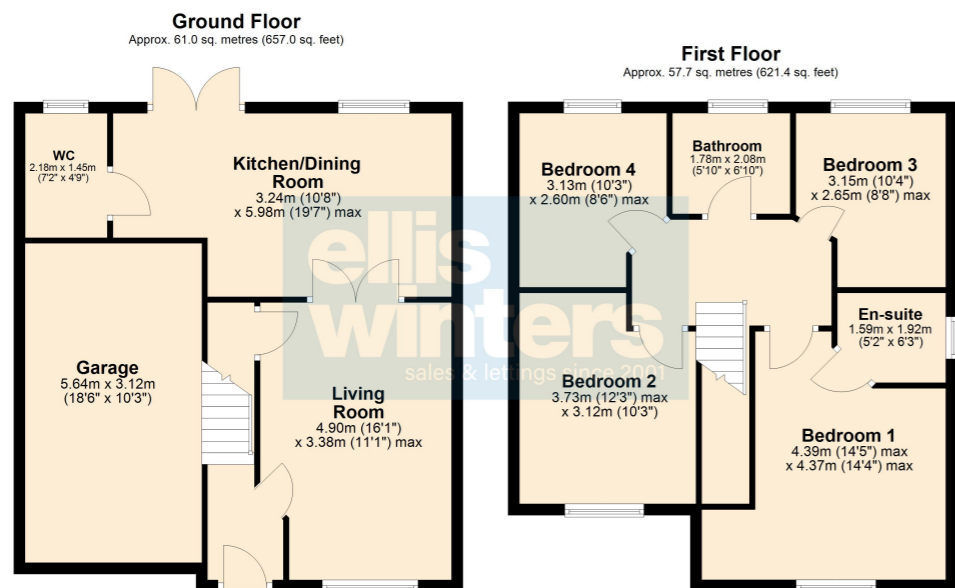 Ground Floor
Approx. 61.0 sq. metres (657.0 sq. feet)
WC
2.18m x 1.45m
(7'2" x 4'9")
Kitchen/Dining
Room
3.24m (10'8")
x 5.98m (19'7") max
Garage
5.64m x 3.12m
(18'6" x 10'3")
Living
Room
4.90m (16'1")
x 3.38m (11'1") max
First Floor
Approx. 57.7 sq. metres (621.4 sq. feet)
Bedroom 4
3.13m (10'3")
x 2.60m (8'6") max
Bathroom
1.78m x 2.08m
(5'10" x 6'10")
Bedroom 3
3.15m (10'4")
x 2.65m (8'8") max
En-suite
1.59m x 1.92m
(5'2" x 6'3")
Bedroom 2
3.73m (12'3") max
x 3.12m (10'3")
Bedroom 1
4.39m (14'5") max
x 4.37m (14'4") max
ellis
winters
sales & lettings since 2001